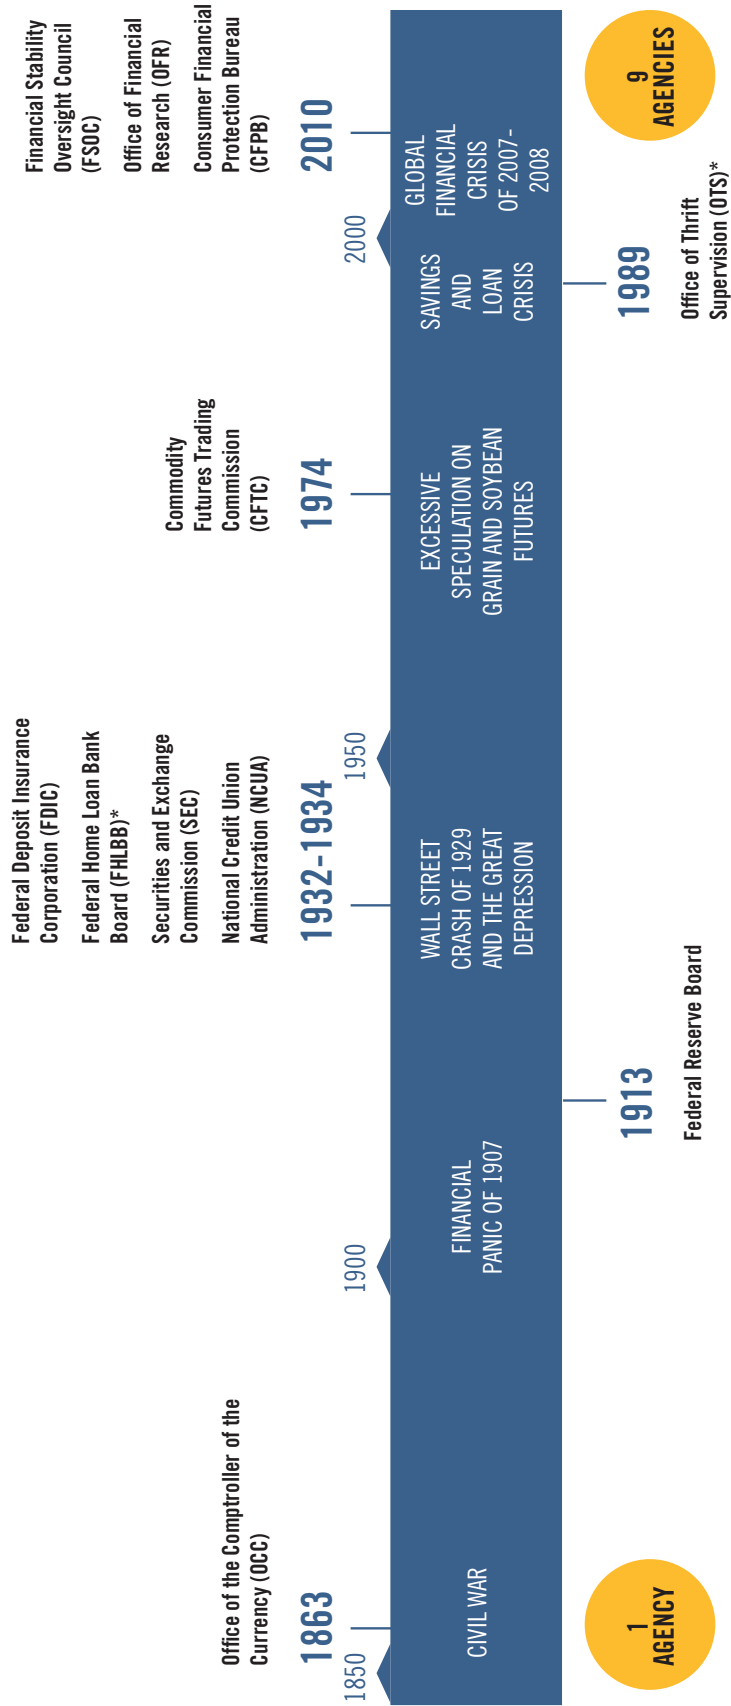 Office of the Comptroller of the
Currency (OCC)
1863
Federal Deposit Insurance
Corporation (FDIC)
Federal Home Loan Bank
Board (FHLBB)*
Securities and Exchange
Commission (SEC)
National Credit Union
Administration (NCUA)
1932-1934
Commodity
Futures Trading
Commission
(CFTC)
1974
Financial Stability
Oversight Council
(FSOC)
Office of Financial
Research (OFR)
Consumer Financial
Protection Bureau
(CFPB)
2010
1850
1900
1950
2000
CIVIL WAR
FINANCIAL
PANIC OF 1907
WALL STREET
CRASH OF 1929
AND THE GREAT
DEPRESSION
EXCESSIVE
SPECULATION ON
GRAIN AND SOYBEAN
FUTURES
SAVINGS
AND
LOAN
CRISIS
GLOBAL
FINANCIAL
CRISIS
OF 2007-
2008
1
AGENCY
1913
Federal Reserve Board
1989
Office of Thrift
Supervision (OTS)*
9
AGENCIES